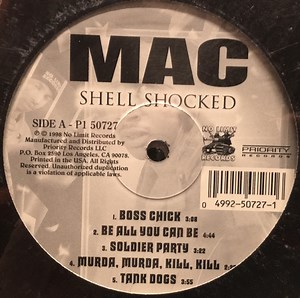 MAC
SHELL SHOCKED
SIDE A - P1 50727
℗ © 1998 No Limit Records
Manufactured and Distributed by
Priority Records LLC
P.O. Box 2590 Los Angeles, CA 90078.
Printed in the USA. All Rights
Reserved. Unauthorized duplication
is a violation of applicable laws.
NO LIMIT
RECORDS
PRIORITY
RECORDS
0 4992-50727-1
1. BOSS CHICK 3:08
2. BE ALL YOU CAN BE 4:44
3. SOLDIER PARTY 3:22
4. MURDA, MURDA, KILL, KILL
5. TANK DOGS 3:55